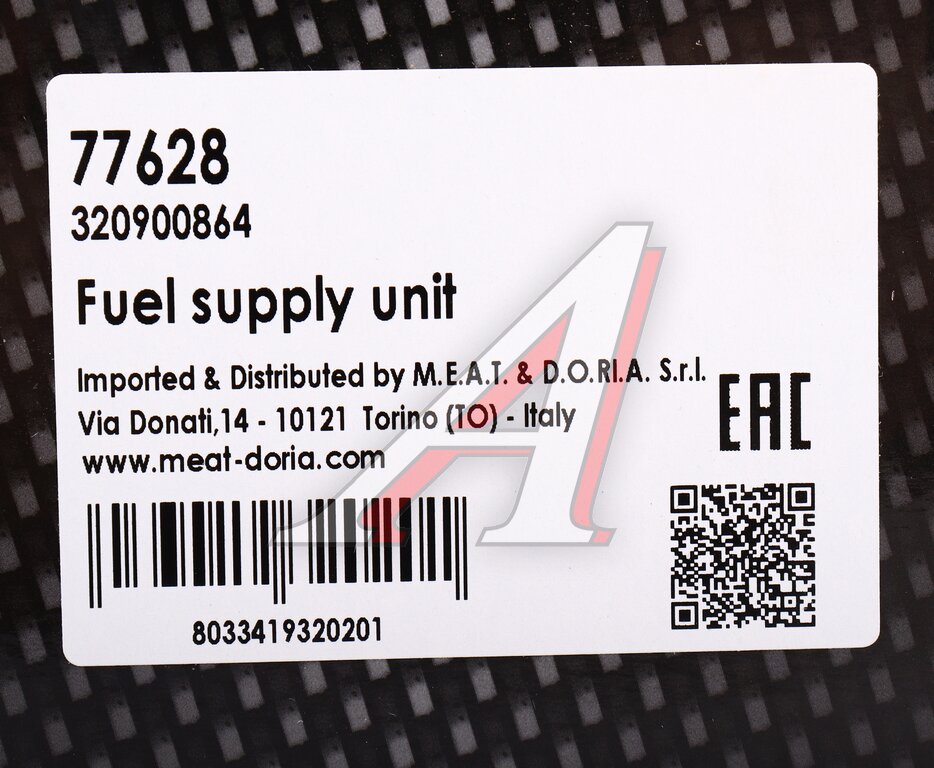 77628
320900864
Fuel supply unit
Imported & Distributed by M.E.A.T. & D.O.RI.A. S.r.l.
Via Donati,14 - 10121 Torino (TO) - Italy
www.meat-doria.com
EAC
8033419320201